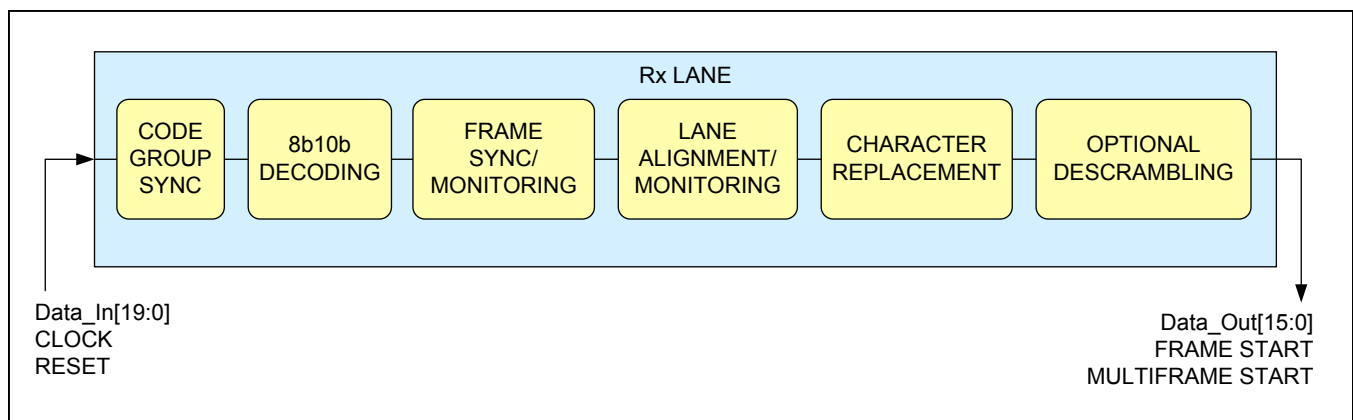 Rx LANE
CODE
GROUP
SYNC
8b10b
DECODING
FRAME
SYNC/
MONITORING
LANE
ALIGNMENT/
MONITORING
CHARACTER
REPLACEMENT
OPTIONAL
DESCRAMBLING
Data_In[19:0]
CLOCK
RESET
Data_Out[15:0]
FRAME START
MULTIFRAME START